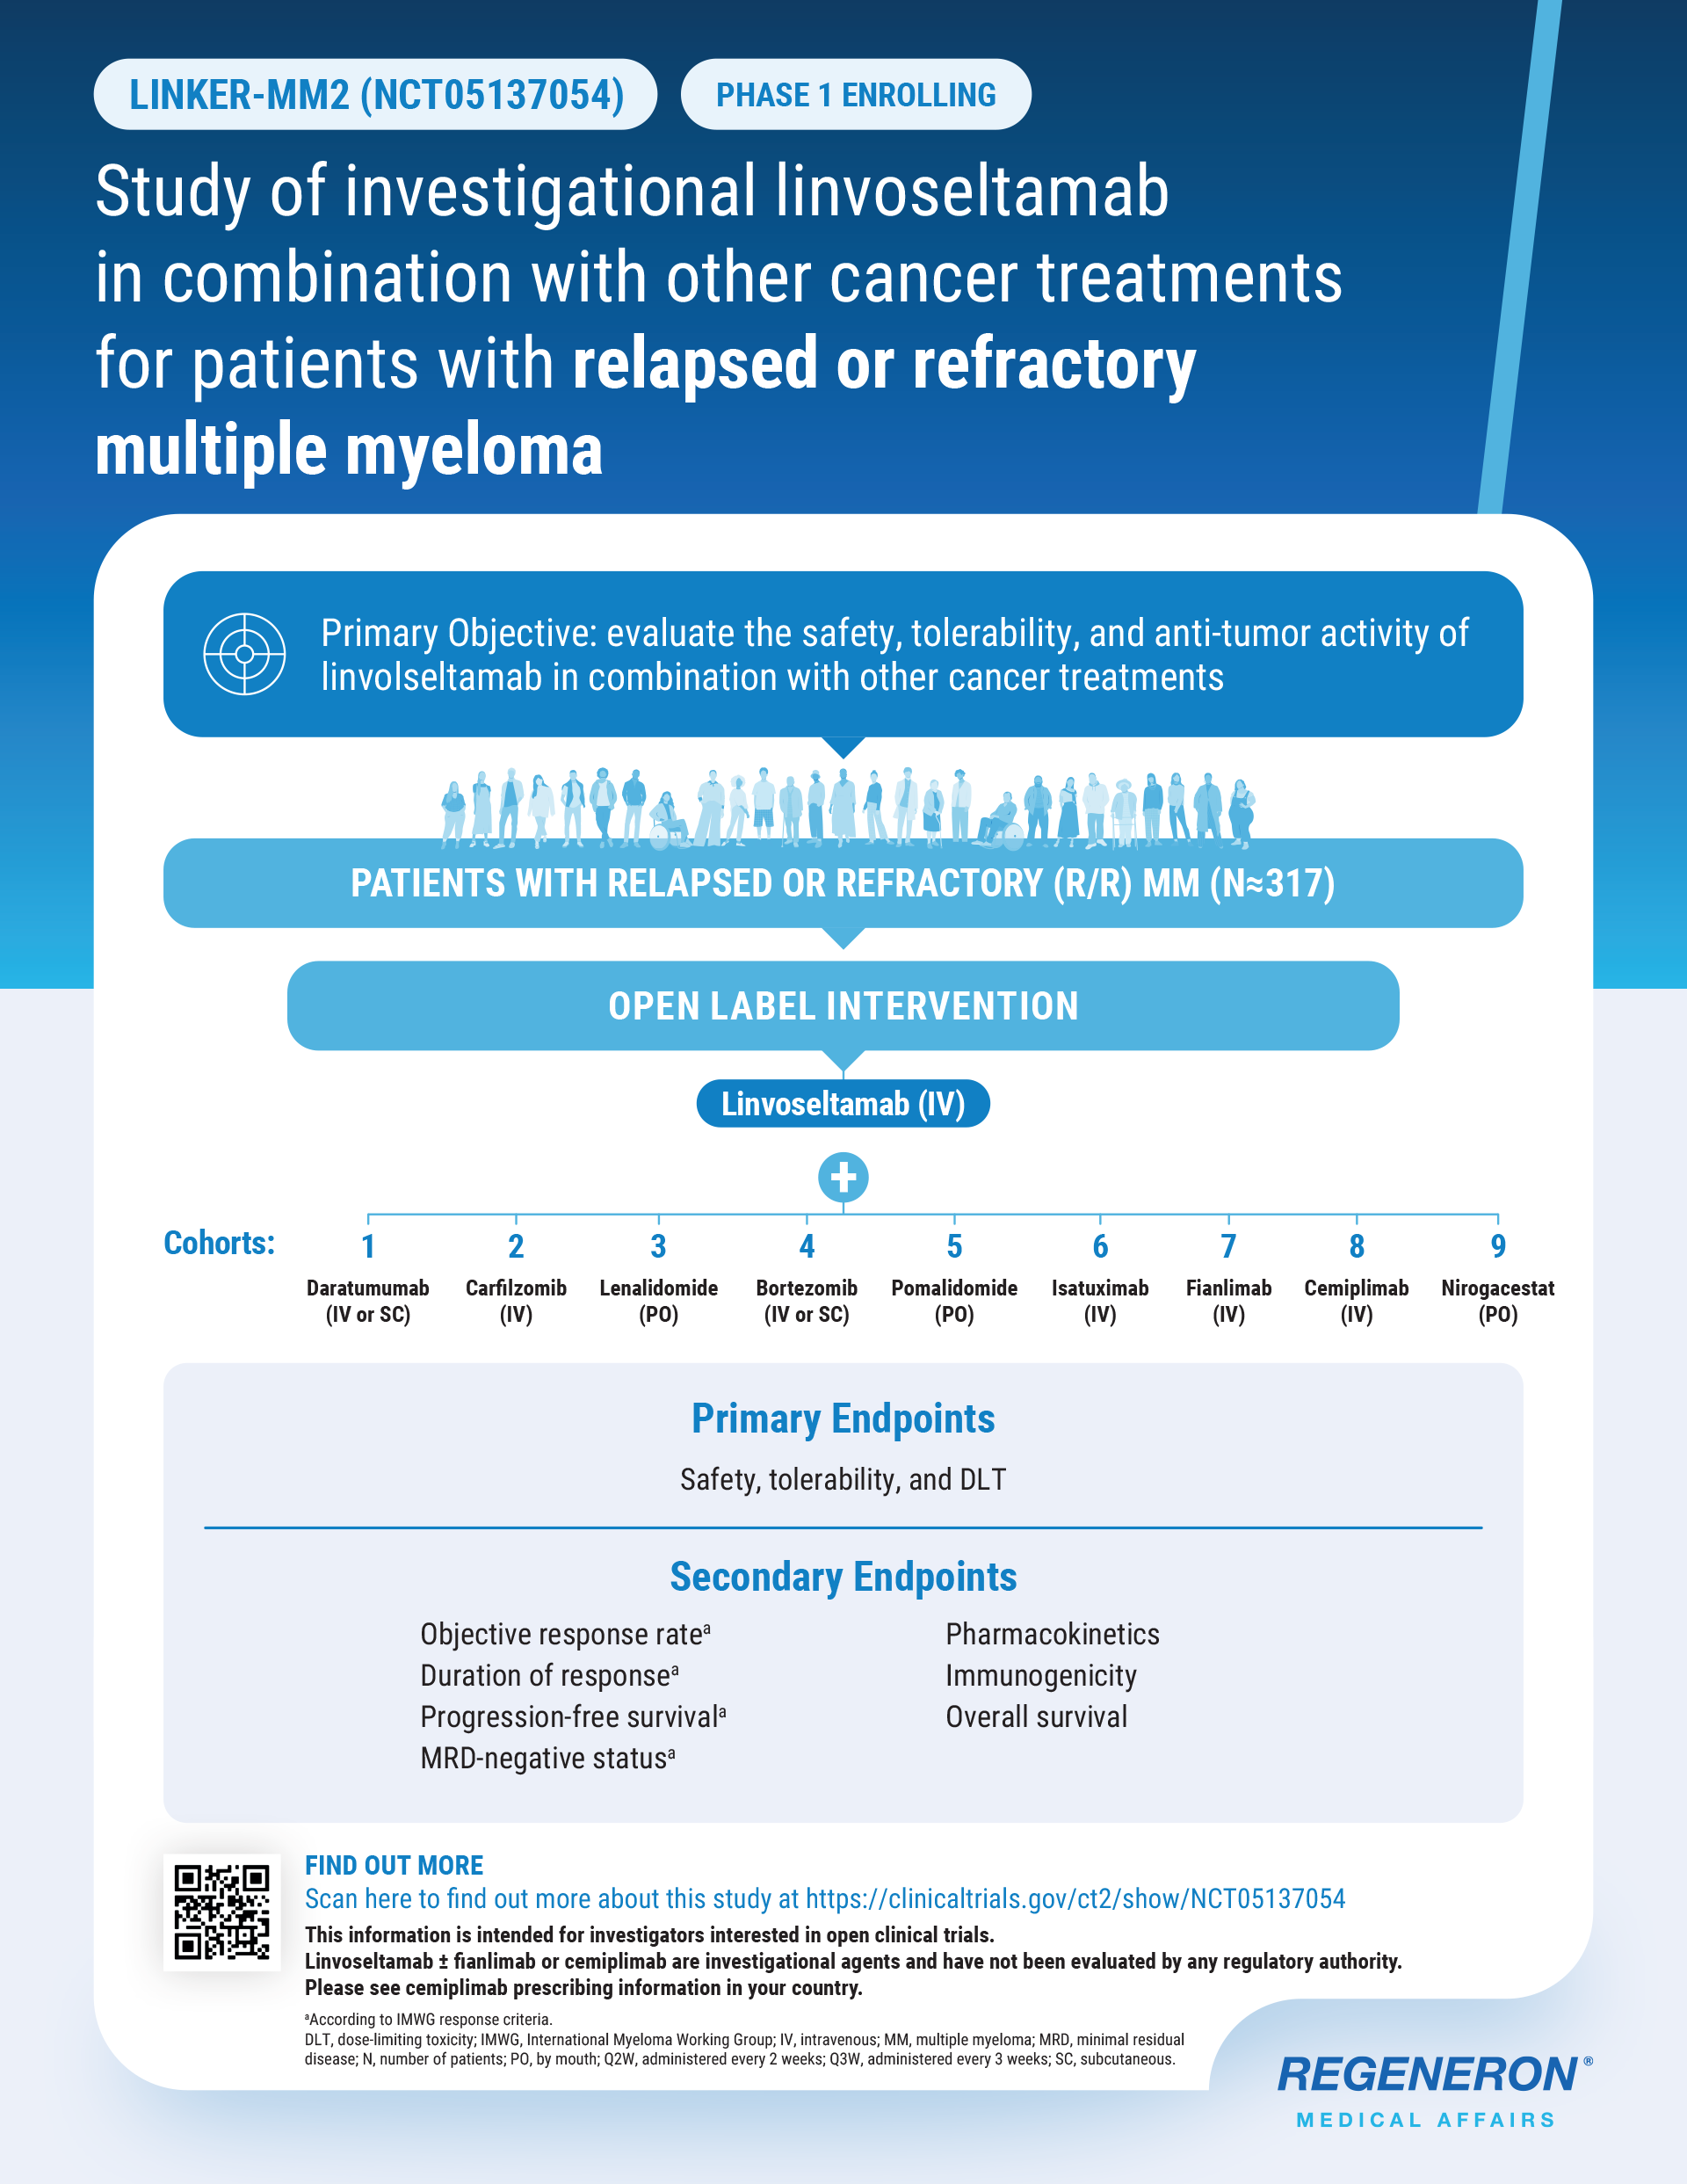 LINKER-MM2 (NCT05137054)
PHASE 1 ENROLLING
Study of investigational linvoseltamab
in combination with other cancer treatments
for patients with relapsed or refractory
multiple myeloma
Primary Objective: evaluate the safety, tolerability, and anti-tumor activity of
linvolseltamab in combination with other cancer treatments
PATIENTS WITH RELAPSED OR REFRACTORY (R/R) MM (N≈317)
OPEN LABEL INTERVENTION
Linvoseltamab (IV)
+
Cohorts: 1 2 3 4 5 6 7 8 9
Daratumumab Carfilzomib Lenalidomide Bortezomib Pomalidomide Isatuximab Fianlimab Cemiplimab Nirogacestat
(IV or SC) (IV) (PO) (IV or SC) (PO) (IV) (IV) (IV) (PO)
Primary Endpoints
Safety, tolerability, and DLT
Secondary Endpoints
Objective response rateᵃ
Duration of responseᵃ
Progression-free survivalᵃ
MRD-negative statusᵃ
Pharmacokinetics
Immunogenicity
Overall survival
FIND OUT MORE
Scan here to find out more about this study at https://clinicaltrials.gov/ct2/show/NCT05137054
This information is intended for investigators interested in open clinical trials.
Linvoseltamab ± fianlimab or cemiplimab are investigational agents and have not been evaluated by any regulatory authority.
Please see cemiplimab prescribing information in your country.
ᵃAccording to IMWG response criteria.
DLT, dose-limiting toxicity; IMWG, International Myeloma Working Group; IV, intravenous; MM, multiple myeloma; MRD, minimal residual
disease; N, number of patients; PO, by mouth; Q2W, administered every 2 weeks; Q3W, administered every 3 weeks; SC, subcutaneous.
REGENERON®
MEDICAL AFFAIRS